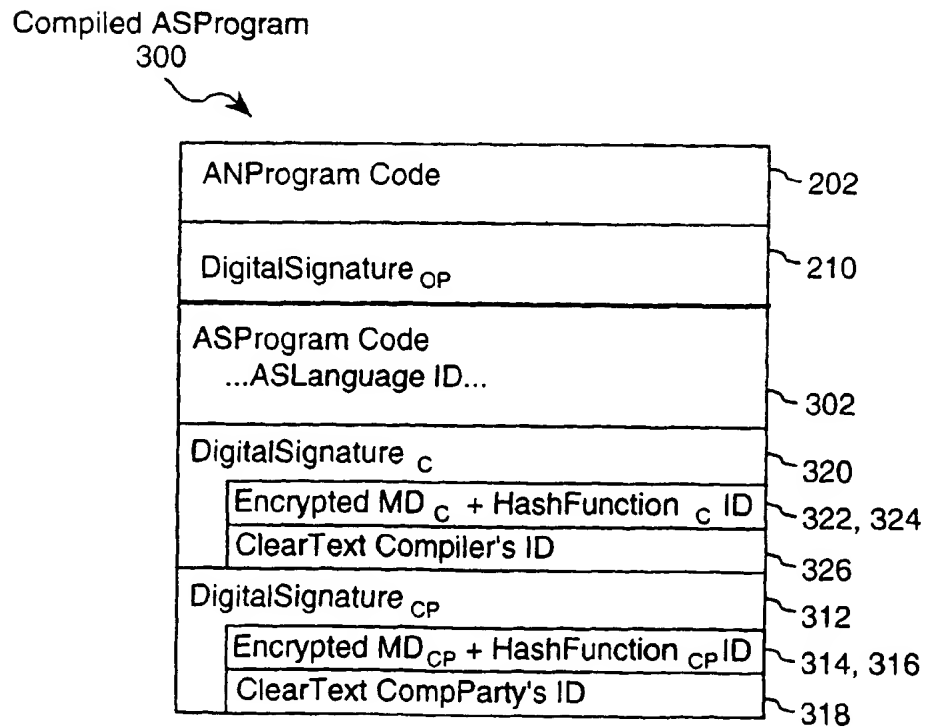 Compiled ASProgram
300
ANProgram Code
202
DigitalSignature OP
210
ASProgram Code
...ASLanguage ID...
302
DigitalSignature C
320
Encrypted MD C + HashFunction C ID
322, 324
ClearText Compiler's ID
326
DigitalSignature CP
312
Encrypted MD CP + HashFunction CP ID
314, 316
ClearText CompParty's ID
318